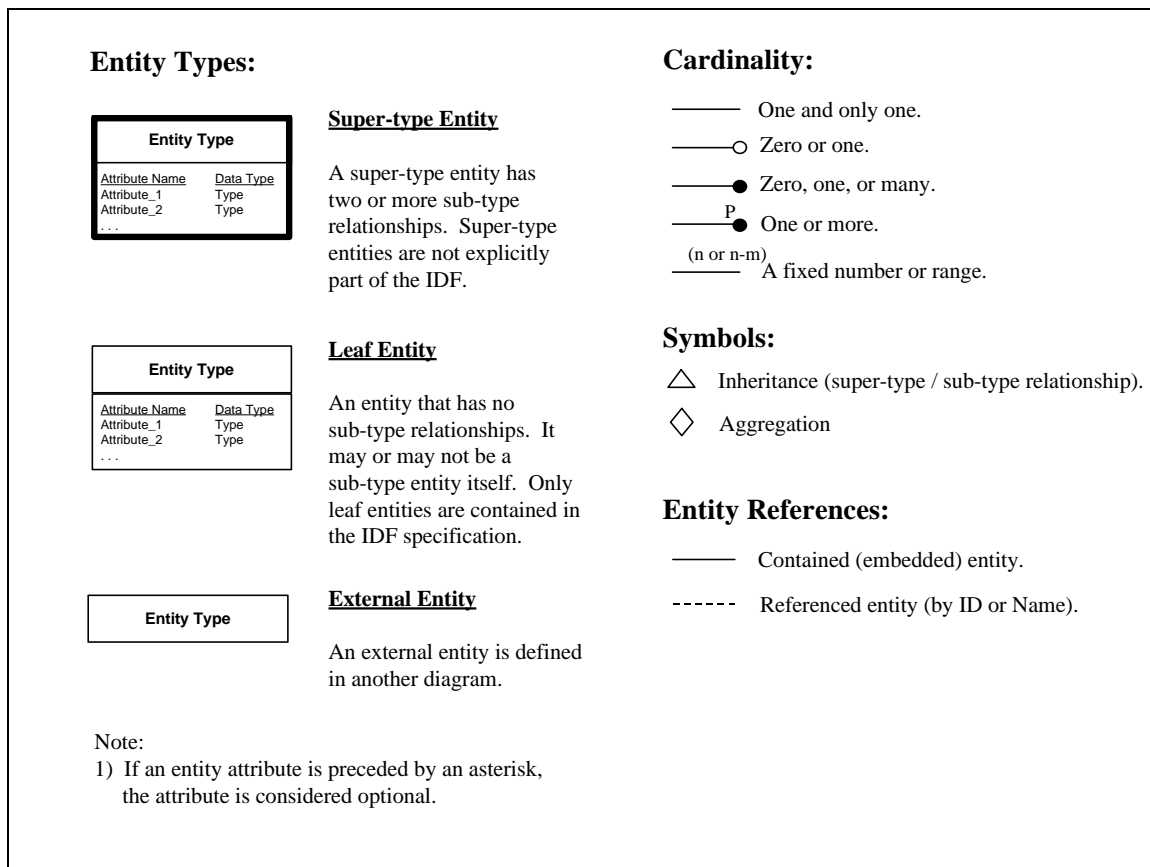 Entity Types:
Entity Type
Attribute Name Data Type
Attribute_1 Type
Attribute_2 Type
. . .
Super-type Entity
A super-type entity has
two or more sub-type
relationships. Super-type
entities are not explicitly
part of the IDF.
Entity Type
Attribute Name Data Type
Attribute_1 Type
Attribute_2 Type
. . .
Leaf Entity
An entity that has no
sub-type relationships. It
may or may not be a
sub-type entity itself. Only
leaf entities are contained in
the IDF specification.
Entity Type
External Entity
An external entity is defined
in another diagram.
Note:
1) If an entity attribute is preceded by an asterisk,
the attribute is considered optional.
Cardinality:
One and only one.
Zero or one.
Zero, one, or many.
P
One or more.
(n or n-m)
A fixed number or range.
Symbols:
Inheritance (super-type / sub-type relationship).
Aggregation
Entity References:
Contained (embedded) entity.
Referenced entity (by ID or Name).